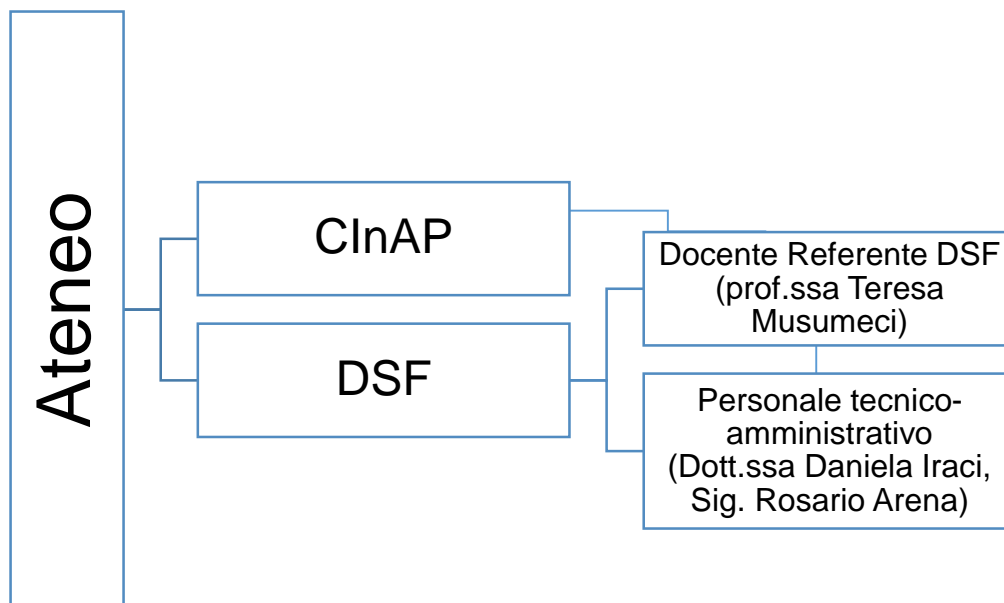 Ateneo
CInAP
DSF
Docente Referente DSF
(prof.ssa Teresa
Musumeci)
Personale tecnico-
amministrativo
(Dott.ssa Daniela Iraci,
Sig. Rosario Arena)